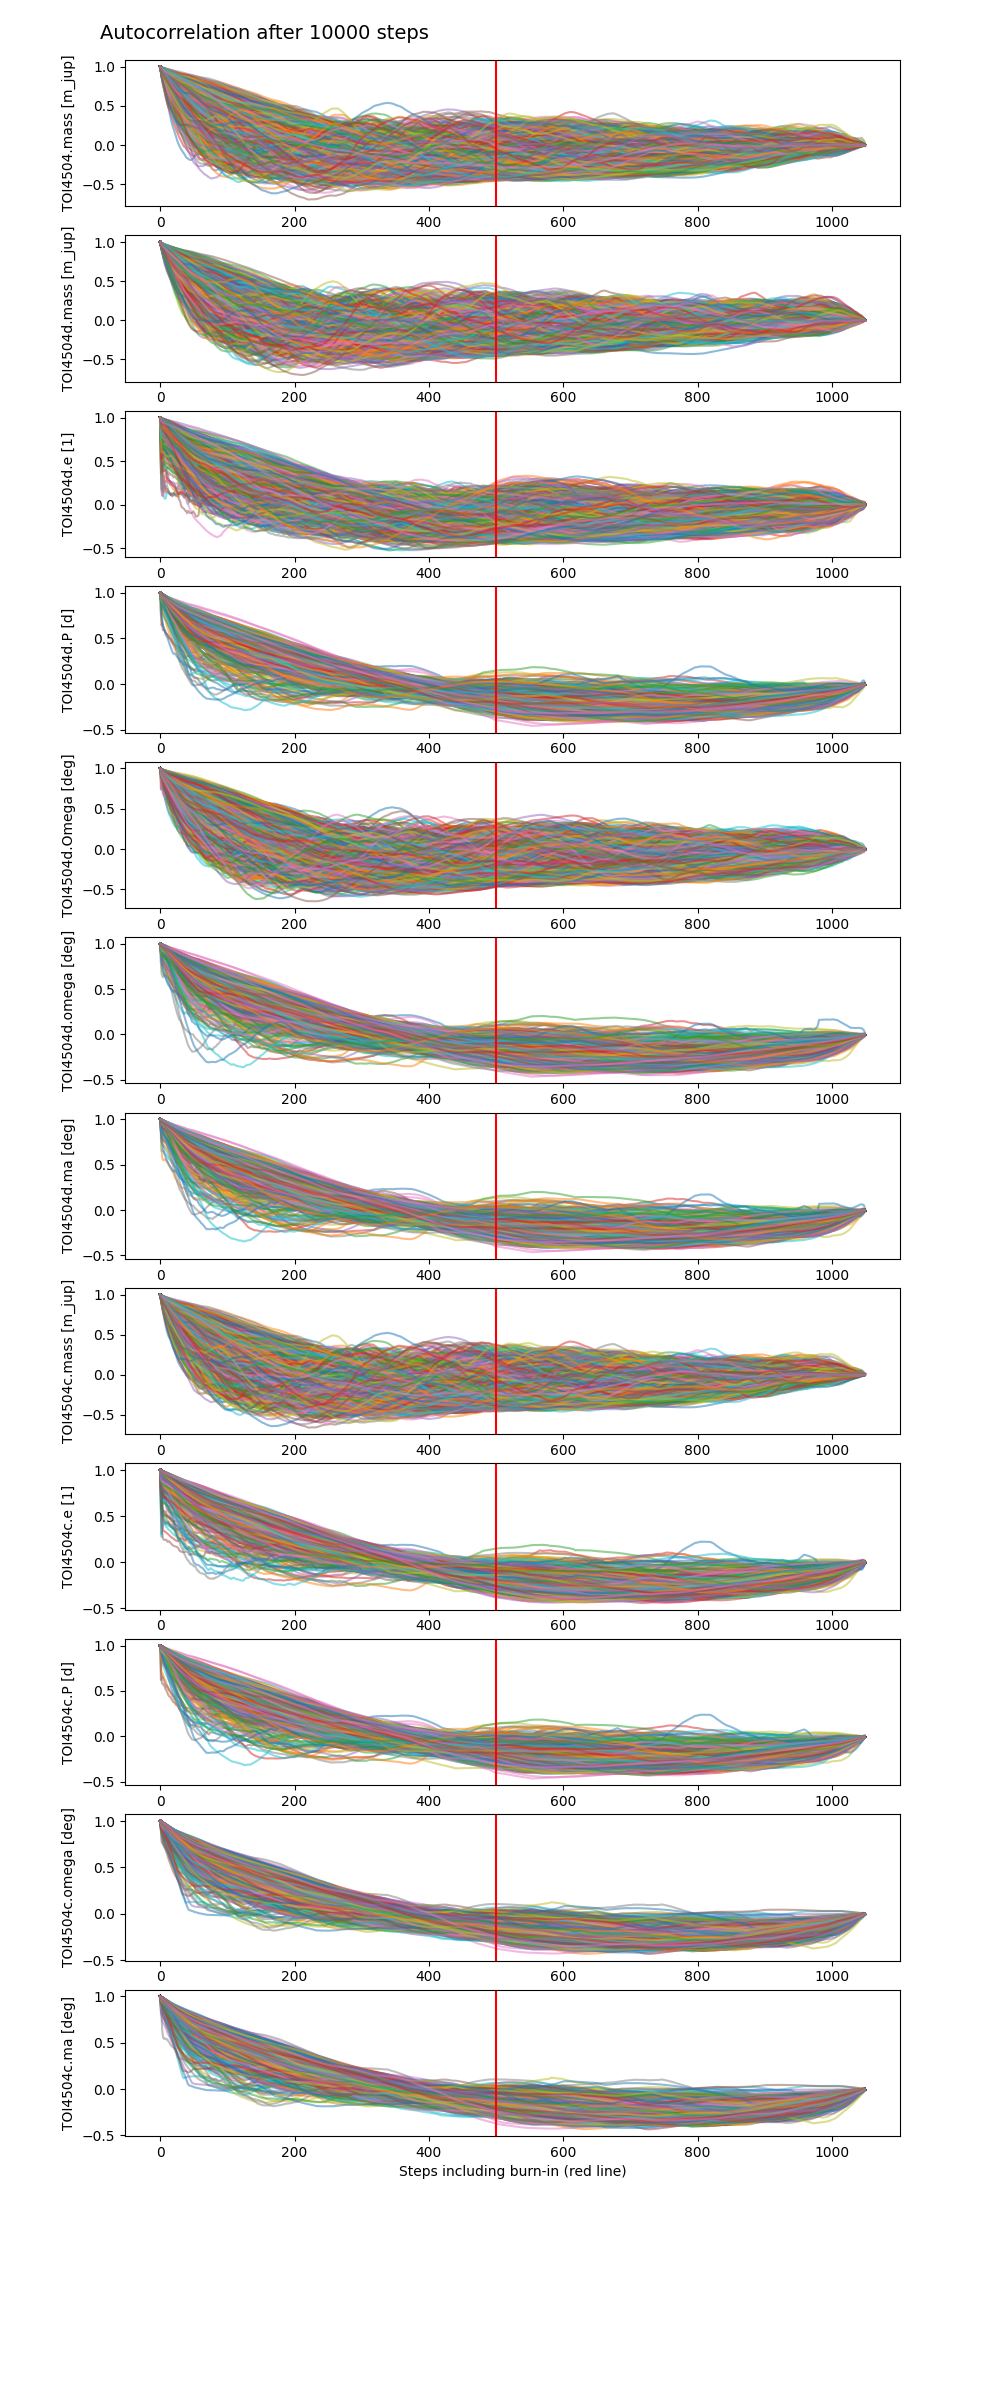 Autocorrelation after 10000 steps
TOI4504.mass [m_jup]
1.0
0.5
0.0
−0.5
0 200 400 600 800 1000
TOI4504d.mass [m_jup]
1.0
0.5
0.0
−0.5
0 200 400 600 800 1000
TOI4504d.e [1]
1.0
0.5
0.0
−0.5
0 200 400 600 800 1000
TOI4504d.P [d]
1.0
0.5
0.0
−0.5
0 200 400 600 800 1000
TOI4504d.Omega [deg]
1.0
0.5
0.0
−0.5
0 200 400 600 800 1000
TOI4504d.omega [deg]
1.0
0.5
0.0
−0.5
0 200 400 600 800 1000
TOI4504d.ma [deg]
1.0
0.5
0.0
−0.5
0 200 400 600 800 1000
TOI4504c.mass [m_jup]
1.0
0.5
0.0
−0.5
0 200 400 600 800 1000
TOI4504c.e [1]
1.0
0.5
0.0
−0.5
0 200 400 600 800 1000
TOI4504c.P [d]
1.0
0.5
0.0
−0.5
0 200 400 600 800 1000
TOI4504c.omega [deg]
1.0
0.5
0.0
−0.5
0 200 400 600 800 1000
TOI4504c.ma [deg]
1.0
0.5
0.0
−0.5
0 200 400 600 800 1000
Steps including burn-in (red line)